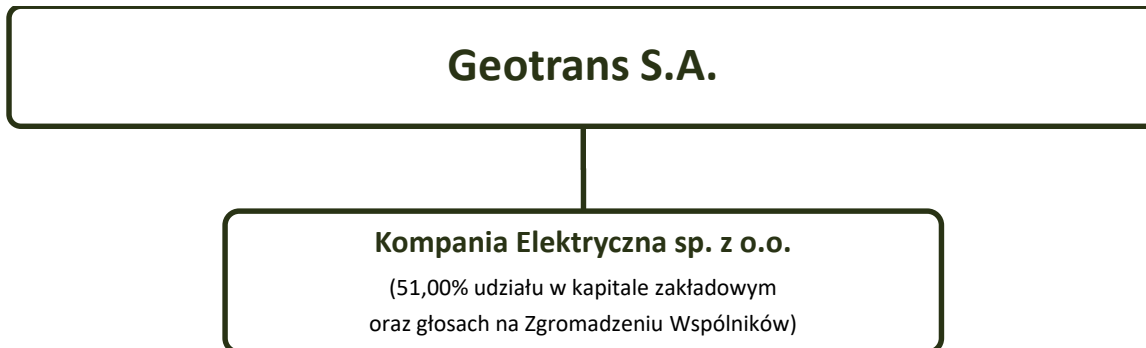 Geotrans S.A.
Kompania Elektryczna sp. z o.o.
(51,00% udziału w kapitale zakładowym
oraz głosach na Zgromadzeniu Wspólników)